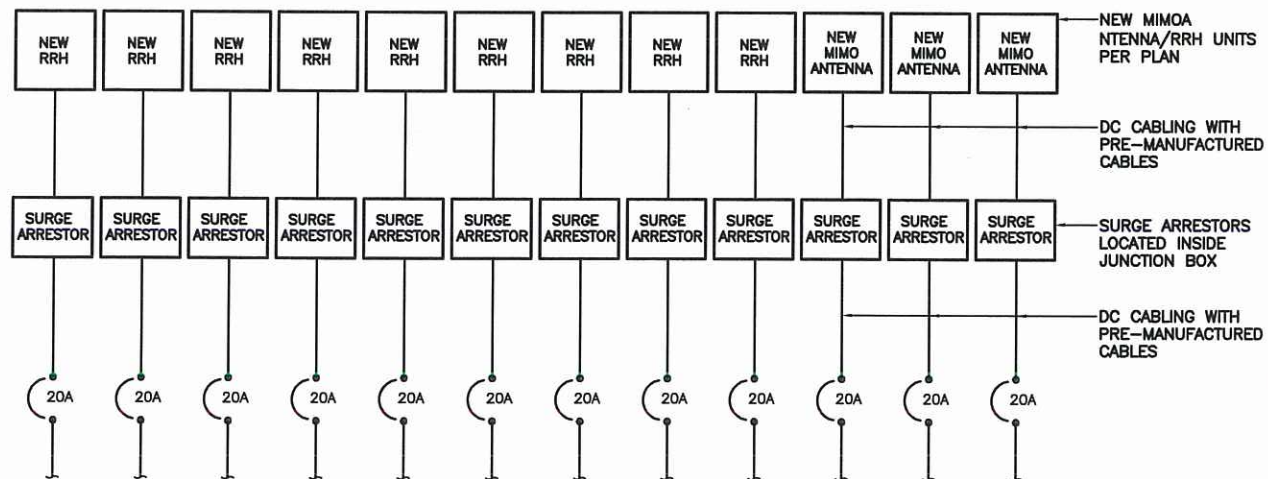 NEW RRH
NEW RRH
NEW RRH
NEW RRH
NEW RRH
NEW RRH
NEW RRH
NEW RRH
NEW RRH
NEW MIMO ANTENNA
NEW MIMO ANTENNA
NEW MIMO ANTENNA
NEW MIMOA
NTENNA/RRH UNITS
PER PLAN
DC CABLING WITH
PRE-MANUFACTURED
CABLES
SURGE ARRESTOR
SURGE ARRESTOR
SURGE ARRESTOR
SURGE ARRESTOR
SURGE ARRESTOR
SURGE ARRESTOR
SURGE ARRESTOR
SURGE ARRESTOR
SURGE ARRESTOR
SURGE ARRESTOR
SURGE ARRESTOR
SURGE ARRESTOR
SURGE ARRESTORS
LOCATED INSIDE
JUNCTION BOX
DC CABLING WITH
PRE-MANUFACTURED
CABLES
20A
20A
20A
20A
20A
20A
20A
20A
20A
20A
20A
20A